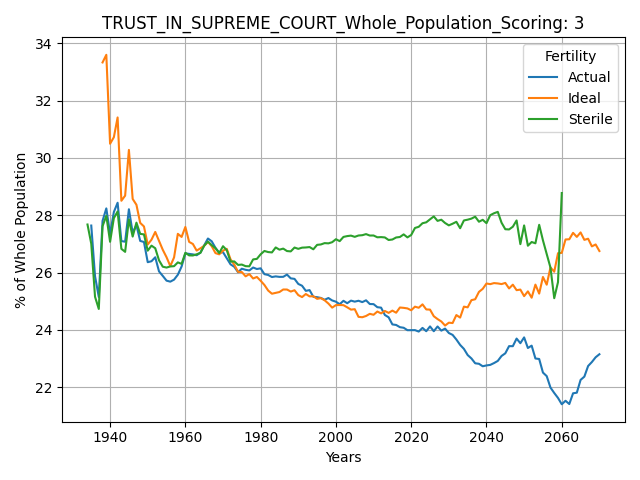 TRUST_IN_SUPREME_COURT_Whole_Population_Scoring: 3
% of Whole Population
34
32
30
28
26
24
22
Fertility
Actual
Ideal
Sterile
1940 1960 1980 2000 2020 2040 2060
Years